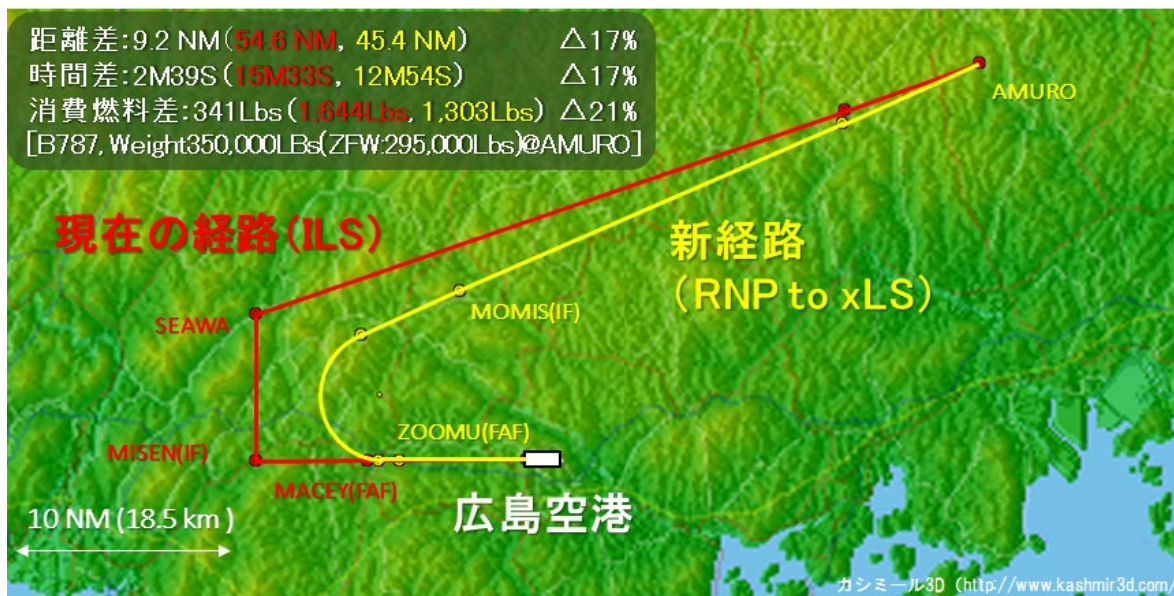 距離差:9.2 NM(54.6 NM, 45.4 NM) △17%
時間差:2M39S(15M33S, 12M54S) △17%
消費燃料差:341Lbs(1,644Lbs, 1,303Lbs) △21%
[B787, Weight350,000LBs(ZFW:295,000Lbs)@AMURO]
AMURO
現在の経路(ILS)
新経路
(RNP to xLS)
MOMIS(IF)
SEAWA
ZOOMU(FAF)
MISEN(IF)
MACEY(FAF)
広島空港
10 NM (18.5 km )
カシミール3D (http://www.kashmir3d.com/